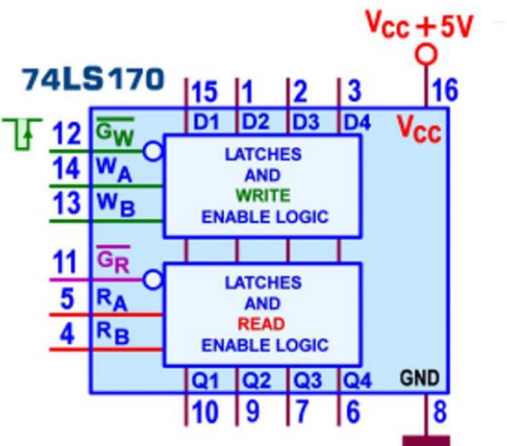 Vcc + 5V
74LS170
15 1 2 3 16
D1 D2 D3 D4 Vcc
12 GW
14 WA
13 WB
LATCHES
AND
WRITE
ENABLE LOGIC
11 GR
5 RA
4 RB
LATCHES
AND
READ
ENABLE LOGIC
Q1 Q2 Q3 Q4 GND
10 9 7 6 8